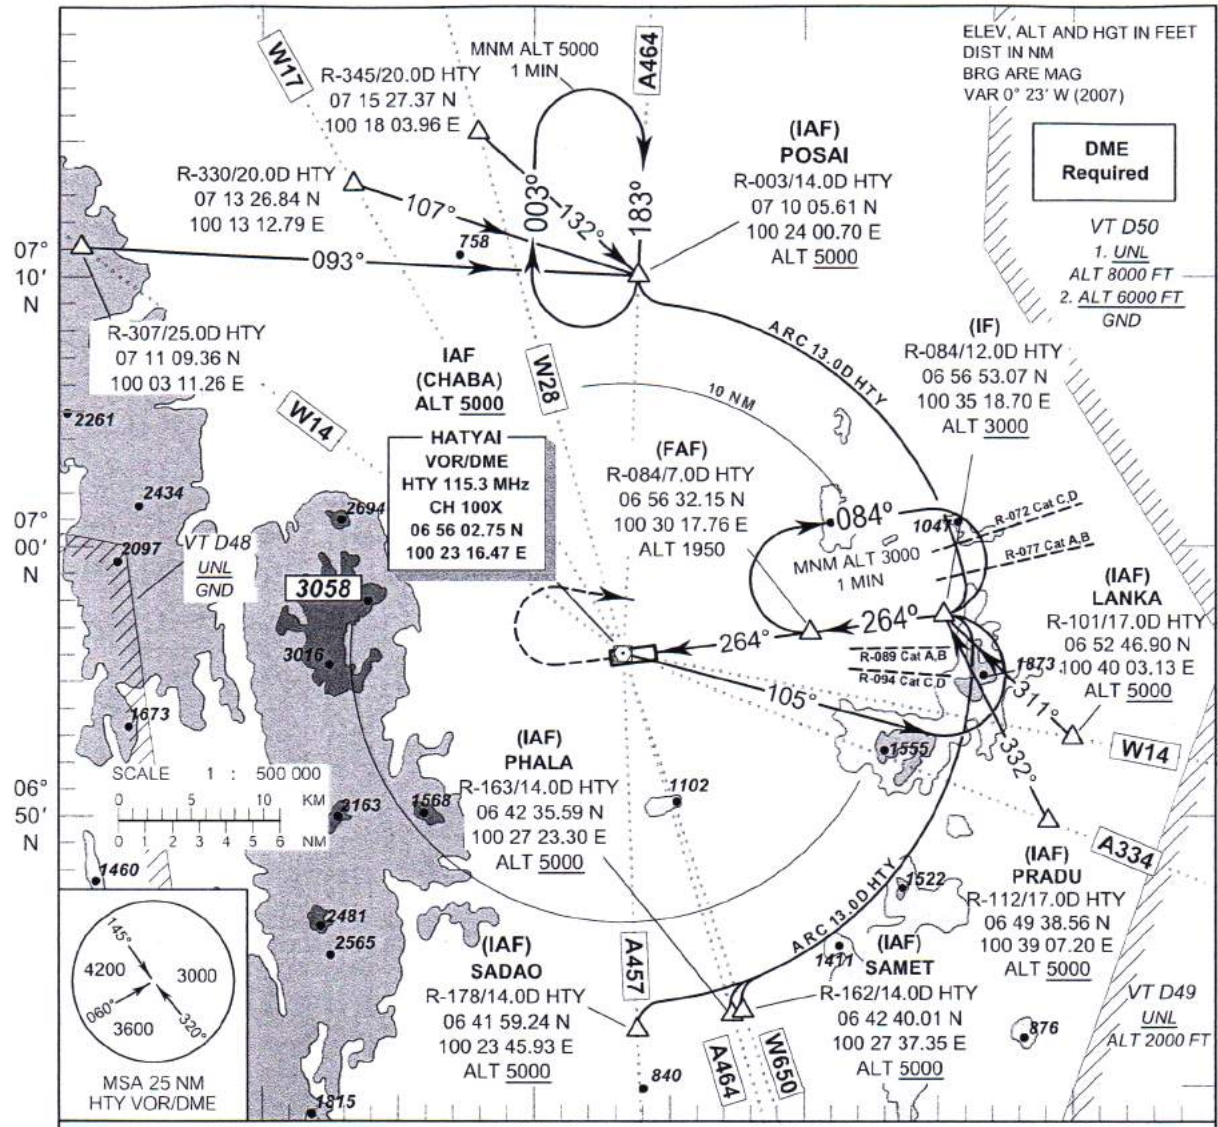 ELEV, ALT AND HGT IN FEET
DIST IN NM
BRG ARE MAG
VAR 0° 23' W (2007)
DME
Required
VT D50
1. UNL
ALT 8000 FT
2. ALT 6000 FT
GND
W17
A464
MNM ALT 5000
1 MIN
R-345/20.0D HTY
07 15 27.37 N
100 18 03.96 E
R-330/20.0D HTY
07 13 26.84 N
100 13 12.79 E
107°
132°
003°
183°
093°
758
(IAF)
POSAI
R-003/14.0D HTY
07 10 05.61 N
100 24 00.70 E
ALT 5000
07°
10'
N
R-307/25.0D HTY
07 11 09.36 N
100 03 11.26 E
W14
W28
IAF
(CHABA)
ALT 5000
HATYAI
VOR/DME
HTY 115.3 MHz
CH 100X
06 56 02.75 N
100 23 16.47 E
ARC 13.0D HTY
10 NM
(IF)
R-084/12.0D HTY
06 56 53.07 N
100 35 18.70 E
ALT 3000
(FAF)
R-084/7.0D HTY
06 56 32.15 N
100 30 17.76 E
ALT 1950
2261
2434
2694
07°
00'
N
2097
VT D48
UNL
GND
3058
3016
084°
1047
R-072 Cat C,D
R-077 Cat A,B
MNM ALT 3000
1 MIN
264°
264°
R-089 Cat A,B
R-094 Cat C,D
105°
(IAF)
LANKA
R-101/17.0D HTY
06 52 46.90 N
100 40 03.13 E
ALT 5000
1873
311°
332°
W14
1555
A334
1673
SCALE 1 : 500 000
0 5 10 KM
0 1 2 3 4 5 6 NM
06°
50'
N
2163
1568
1102
(IAF)
PHALA
R-163/14.0D HTY
06 42 35.59 N
100 27 23.30 E
ALT 5000
(IAF)
PRADU
R-112/17.0D HTY
06 49 38.56 N
100 39 07.20 E
ALT 5000
1460
1522
ARC 13.0D HTY
1411
2481
2565
(IAF)
SADAO
R-178/14.0D HTY
06 41 59.24 N
100 23 45.93 E
ALT 5000
A457
(IAF)
SAMET
R-162/14.0D HTY
06 42 40.01 N
100 27 37.35 E
ALT 5000
A464
W650
VT D49
UNL
ALT 2000 FT
876
840
1815
145°
4200
3000
060°
3600
320°
MSA 25 NM
HTY VOR/DME